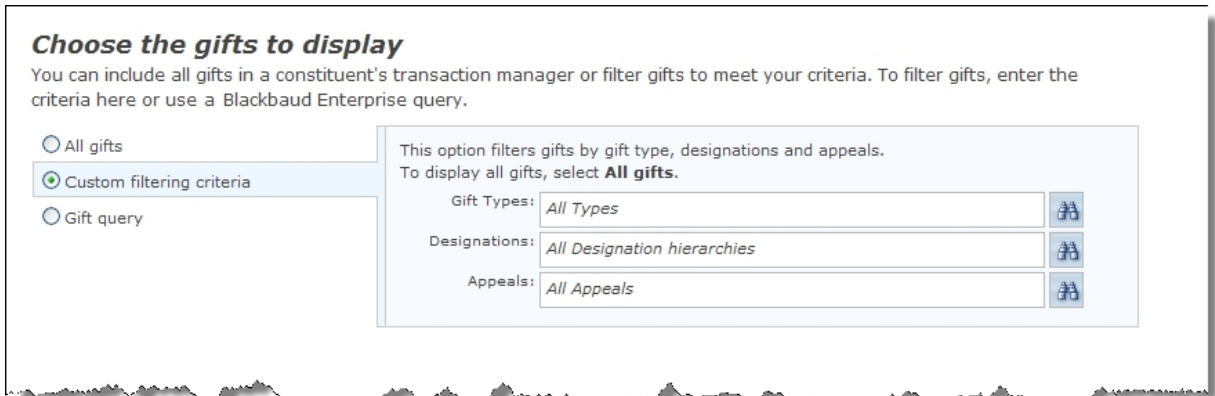 Choose the gifts to display
You can include all gifts in a constituent's transaction manager or filter gifts to meet your criteria. To filter gifts, enter the
criteria here or use a Blackbaud Enterprise query.
All gifts
Custom filtering criteria
Gift query
This option filters gifts by gift type, designations and appeals.
To display all gifts, select All gifts.
Gift Types: All Types
Designations: All Designation hierarchies
Appeals: All Appeals